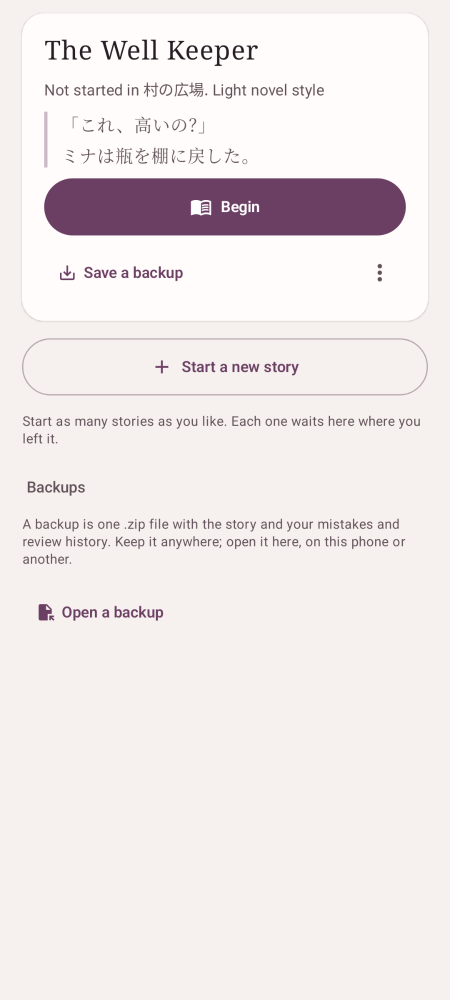 The Well Keeper
Not started in 村の広場. Light novel style
「これ、高いの?」
ミナは瓶を棚に戻した。
Begin
Save a backup
Start a new story
Start as many stories as you like. Each one waits here where you
left it.
Backups
A backup is one .zip file with the story and your mistakes and
review history. Keep it anywhere; open it here, on this phone or
another.
Open a backup